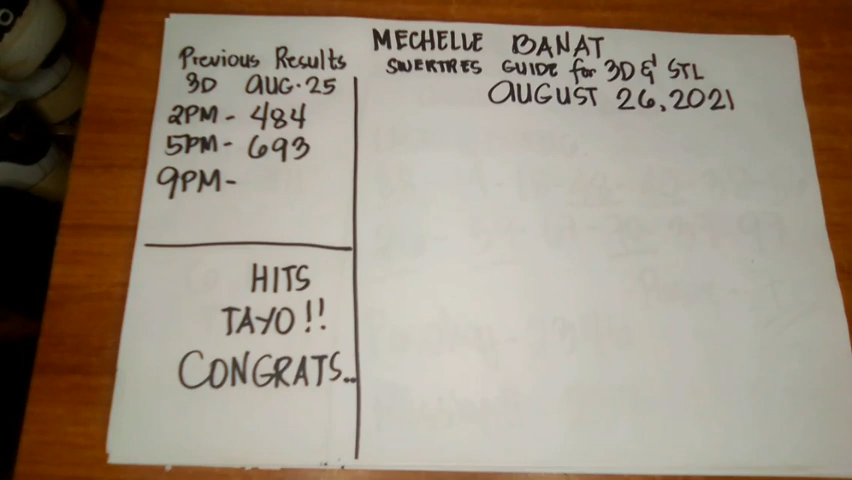 Previous Results
3D AUG. 25
2PM - 484
5PM - 693
9PM -
HITS
TAYO!!
CONGRATS..
MECHELLE BANAT
SWERTRES GUIDE for 3D & STL
AUGUST 26, 2021